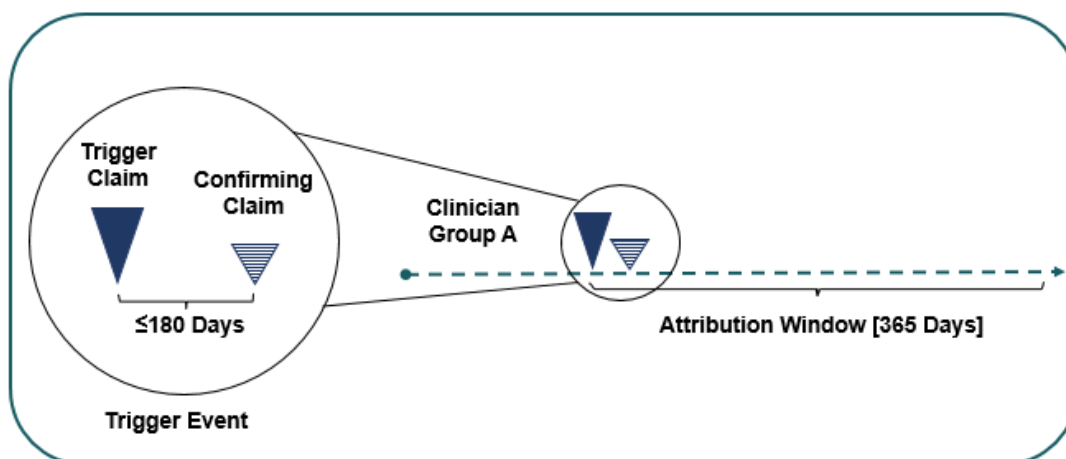 Trigger
Claim
Confirming
Claim
≤180 Days
Trigger Event
Clinician
Group A
Attribution Window [365 Days]